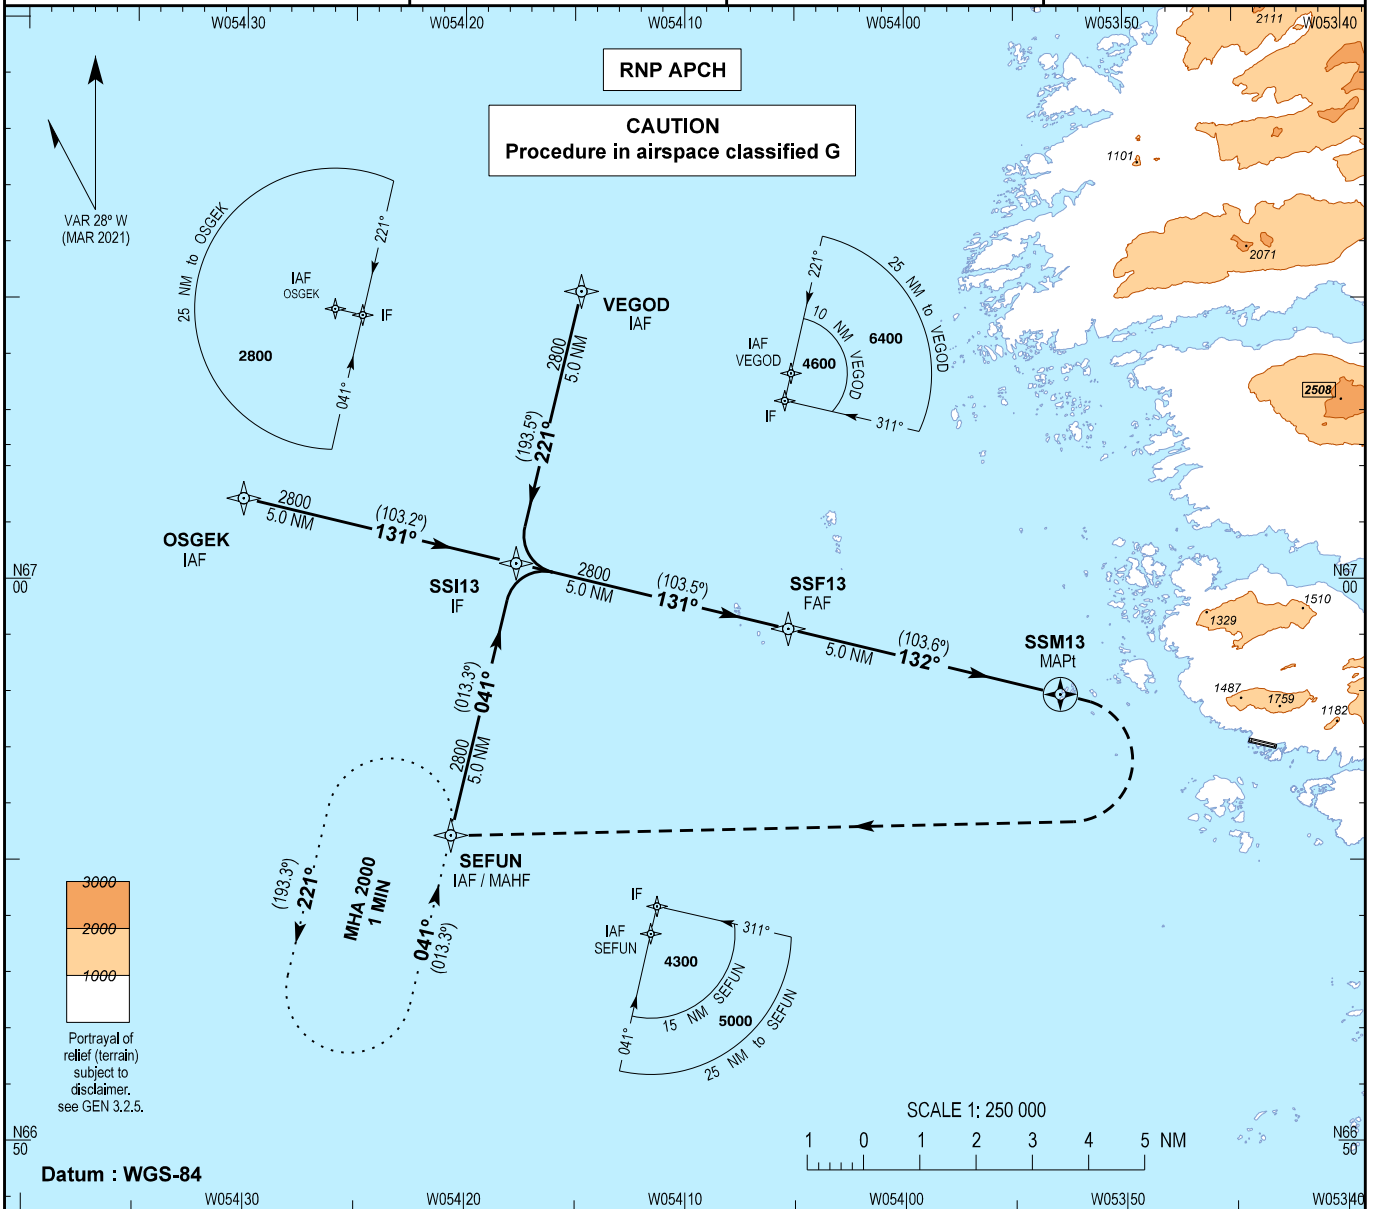 W054 30
W054 20
W054 10
W054 00
W053 50
W053 40
2111
RNP APCH
CAUTION
Procedure in airspace classified G
1101
VAR 28° W
(MAR 2021)
25 NM to OSGEK
221°
IAF
OSGEK
IF
2800
041°
2071
VEGOD
IAF
2800
5.0 NM
(193.5°)
221°
221°
25 NM to VEGOD
10 NM VEGOD
6400
IAF
VEGOD
4600
IF
311°
2508
2800
5.0 NM
(103.2°)
131°
OSGEK
IAF
SSI13
IF
2800
5.0 NM
(103.5°)
131°
SSF13
FAF
N67
00
N67
00
1510
1329
5.0 NM
(103.6°)
132°
SSM13
MAPt
1487
1759
1182
(013.3°)
041°
2800
5.0 NM
SEFUN
IAF / MAHF
(193.3°)
221°
MHA 2000
1 MIN
041°
(013.3°)
3000
2000
1000
Portrayal of
relief (terrain)
subject to
disclaimer.
see GEN 3.2.5.
IF
IAF
SEFUN
311°
4300
15 NM SEFUN
5000
041°
25 NM to SEFUN
SCALE 1: 250 000
1 0 1 2 3 4 5 NM
N66
50
N66
50
Datum : WGS-84
W054 30
W054 20
W054 10
W054 00
W053 50
W053 40